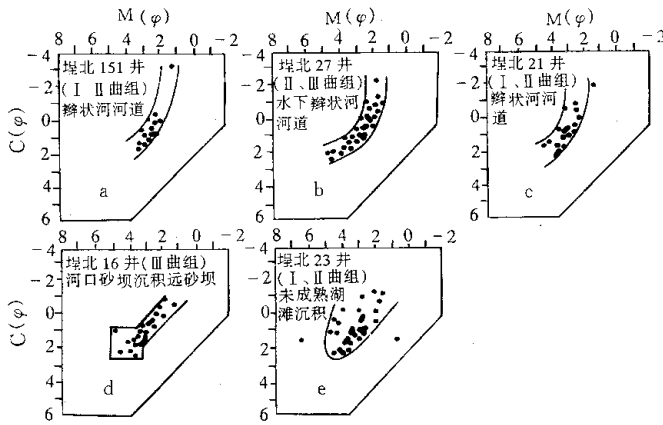 M(φ)
M(φ)
M(φ)
8 6 4 2 0 -2
8 6 4 2 0 -2
8 6 4 2 0 -2
C(φ)
-4
-2
0
2
4
6
埕北 151 井
(Ⅰ Ⅱ曲组)
辫状河河道
a
-4
-2
0
2
4
6
埕北 27 井
(Ⅱ、Ⅲ曲组)
水下辫状河
河道
b
-4
-2
0
2
4
6
埕北 21 井
(Ⅰ、Ⅱ曲组)
辫状河河
道
c
8 6 4 2 0 -2
8 6 4 2 0 -2
C(φ)
-4
-2
0
2
4
6
埕北 16 井(Ⅲ曲组)
河口砂坝沉积远砂坝
d
-4
-2
0
2
4
6
埕北 23 井
(Ⅰ、Ⅱ曲组)
未成熟湖
滩沉积
e